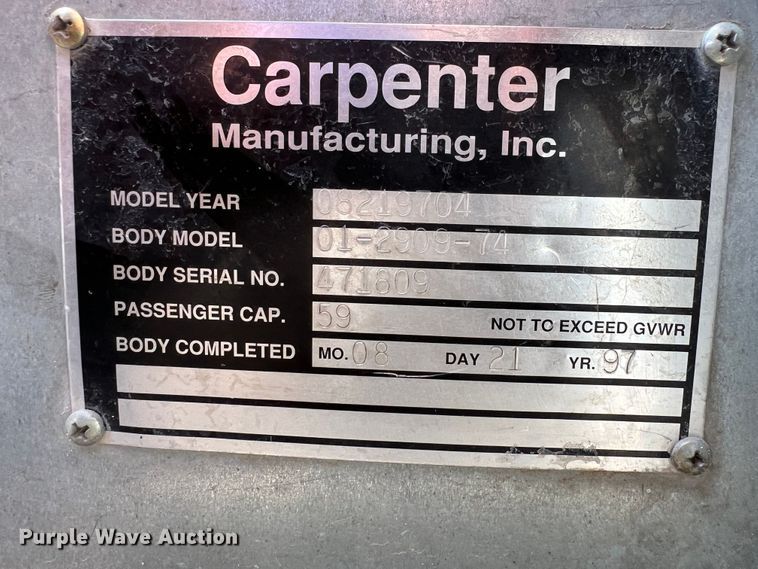 Carpenter
Manufacturing, Inc.
MODEL YEAR 08219704
BODY MODEL 01-2909-74
BODY SERIAL NO. 471809
PASSENGER CAP. 59 NOT TO EXCEED GVWR
BODY COMPLETED MO. 08 DAY 21 YR. 97
Purple Wave Auction